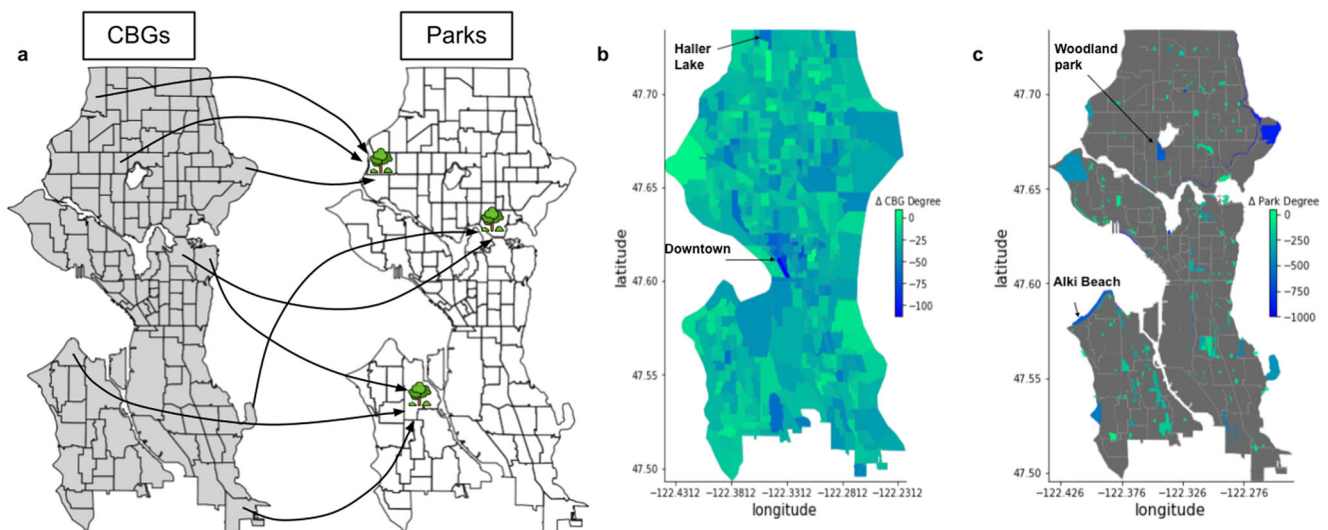 a
CBGs
Parks
b
Haller
Lake
Downtown
latitude
47.70
47.65
47.60
47.55
47.50
−122.4312
−122.3812
−122.3312
−122.2812
−122.2312
longitude
Δ CBG Degree
0
−25
−50
−75
−100
c
Woodland
park
Alki Beach
latitude
47.70
47.65
47.60
47.55
47.50
−122.426
−122.376
−122.326
−122.276
longitude
Δ Park Degree
0
−250
−500
−750
−1000